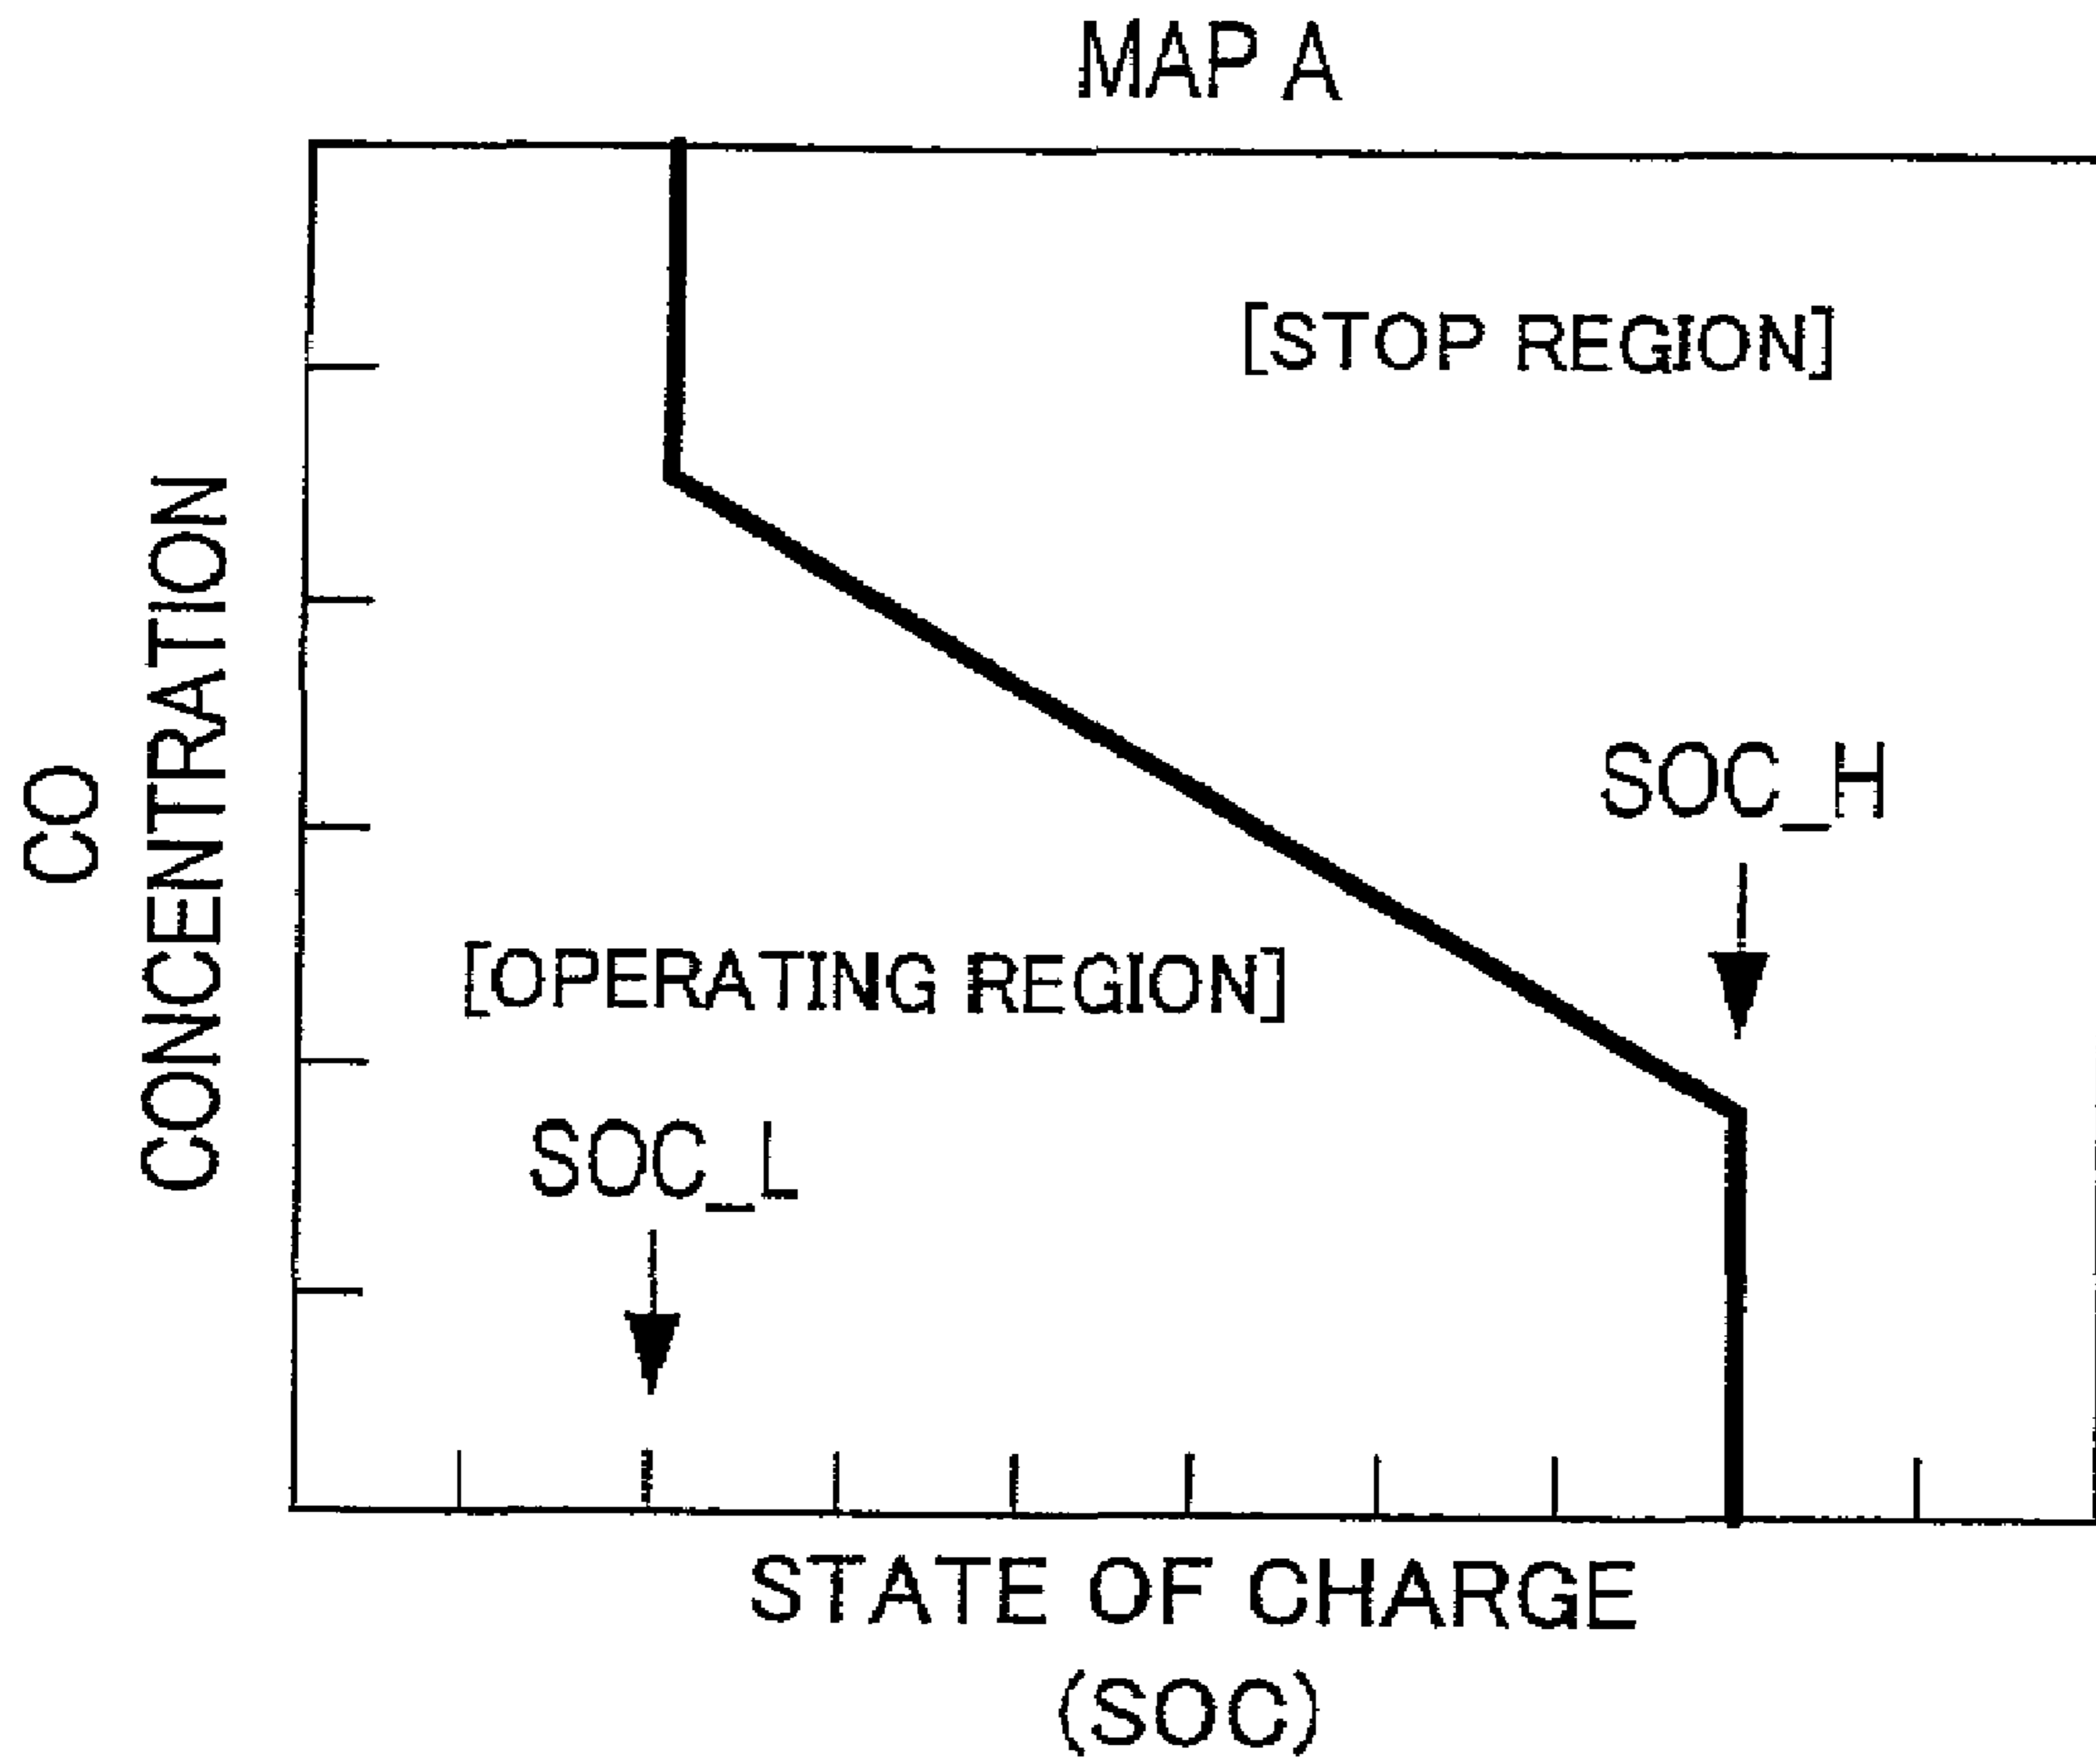 MAP A
[STOP REGION]
CO
CONCENTRATION
SOC_H
[OPERATING REGION]
SOC_L
STATE OF CHARGE
(SOC)